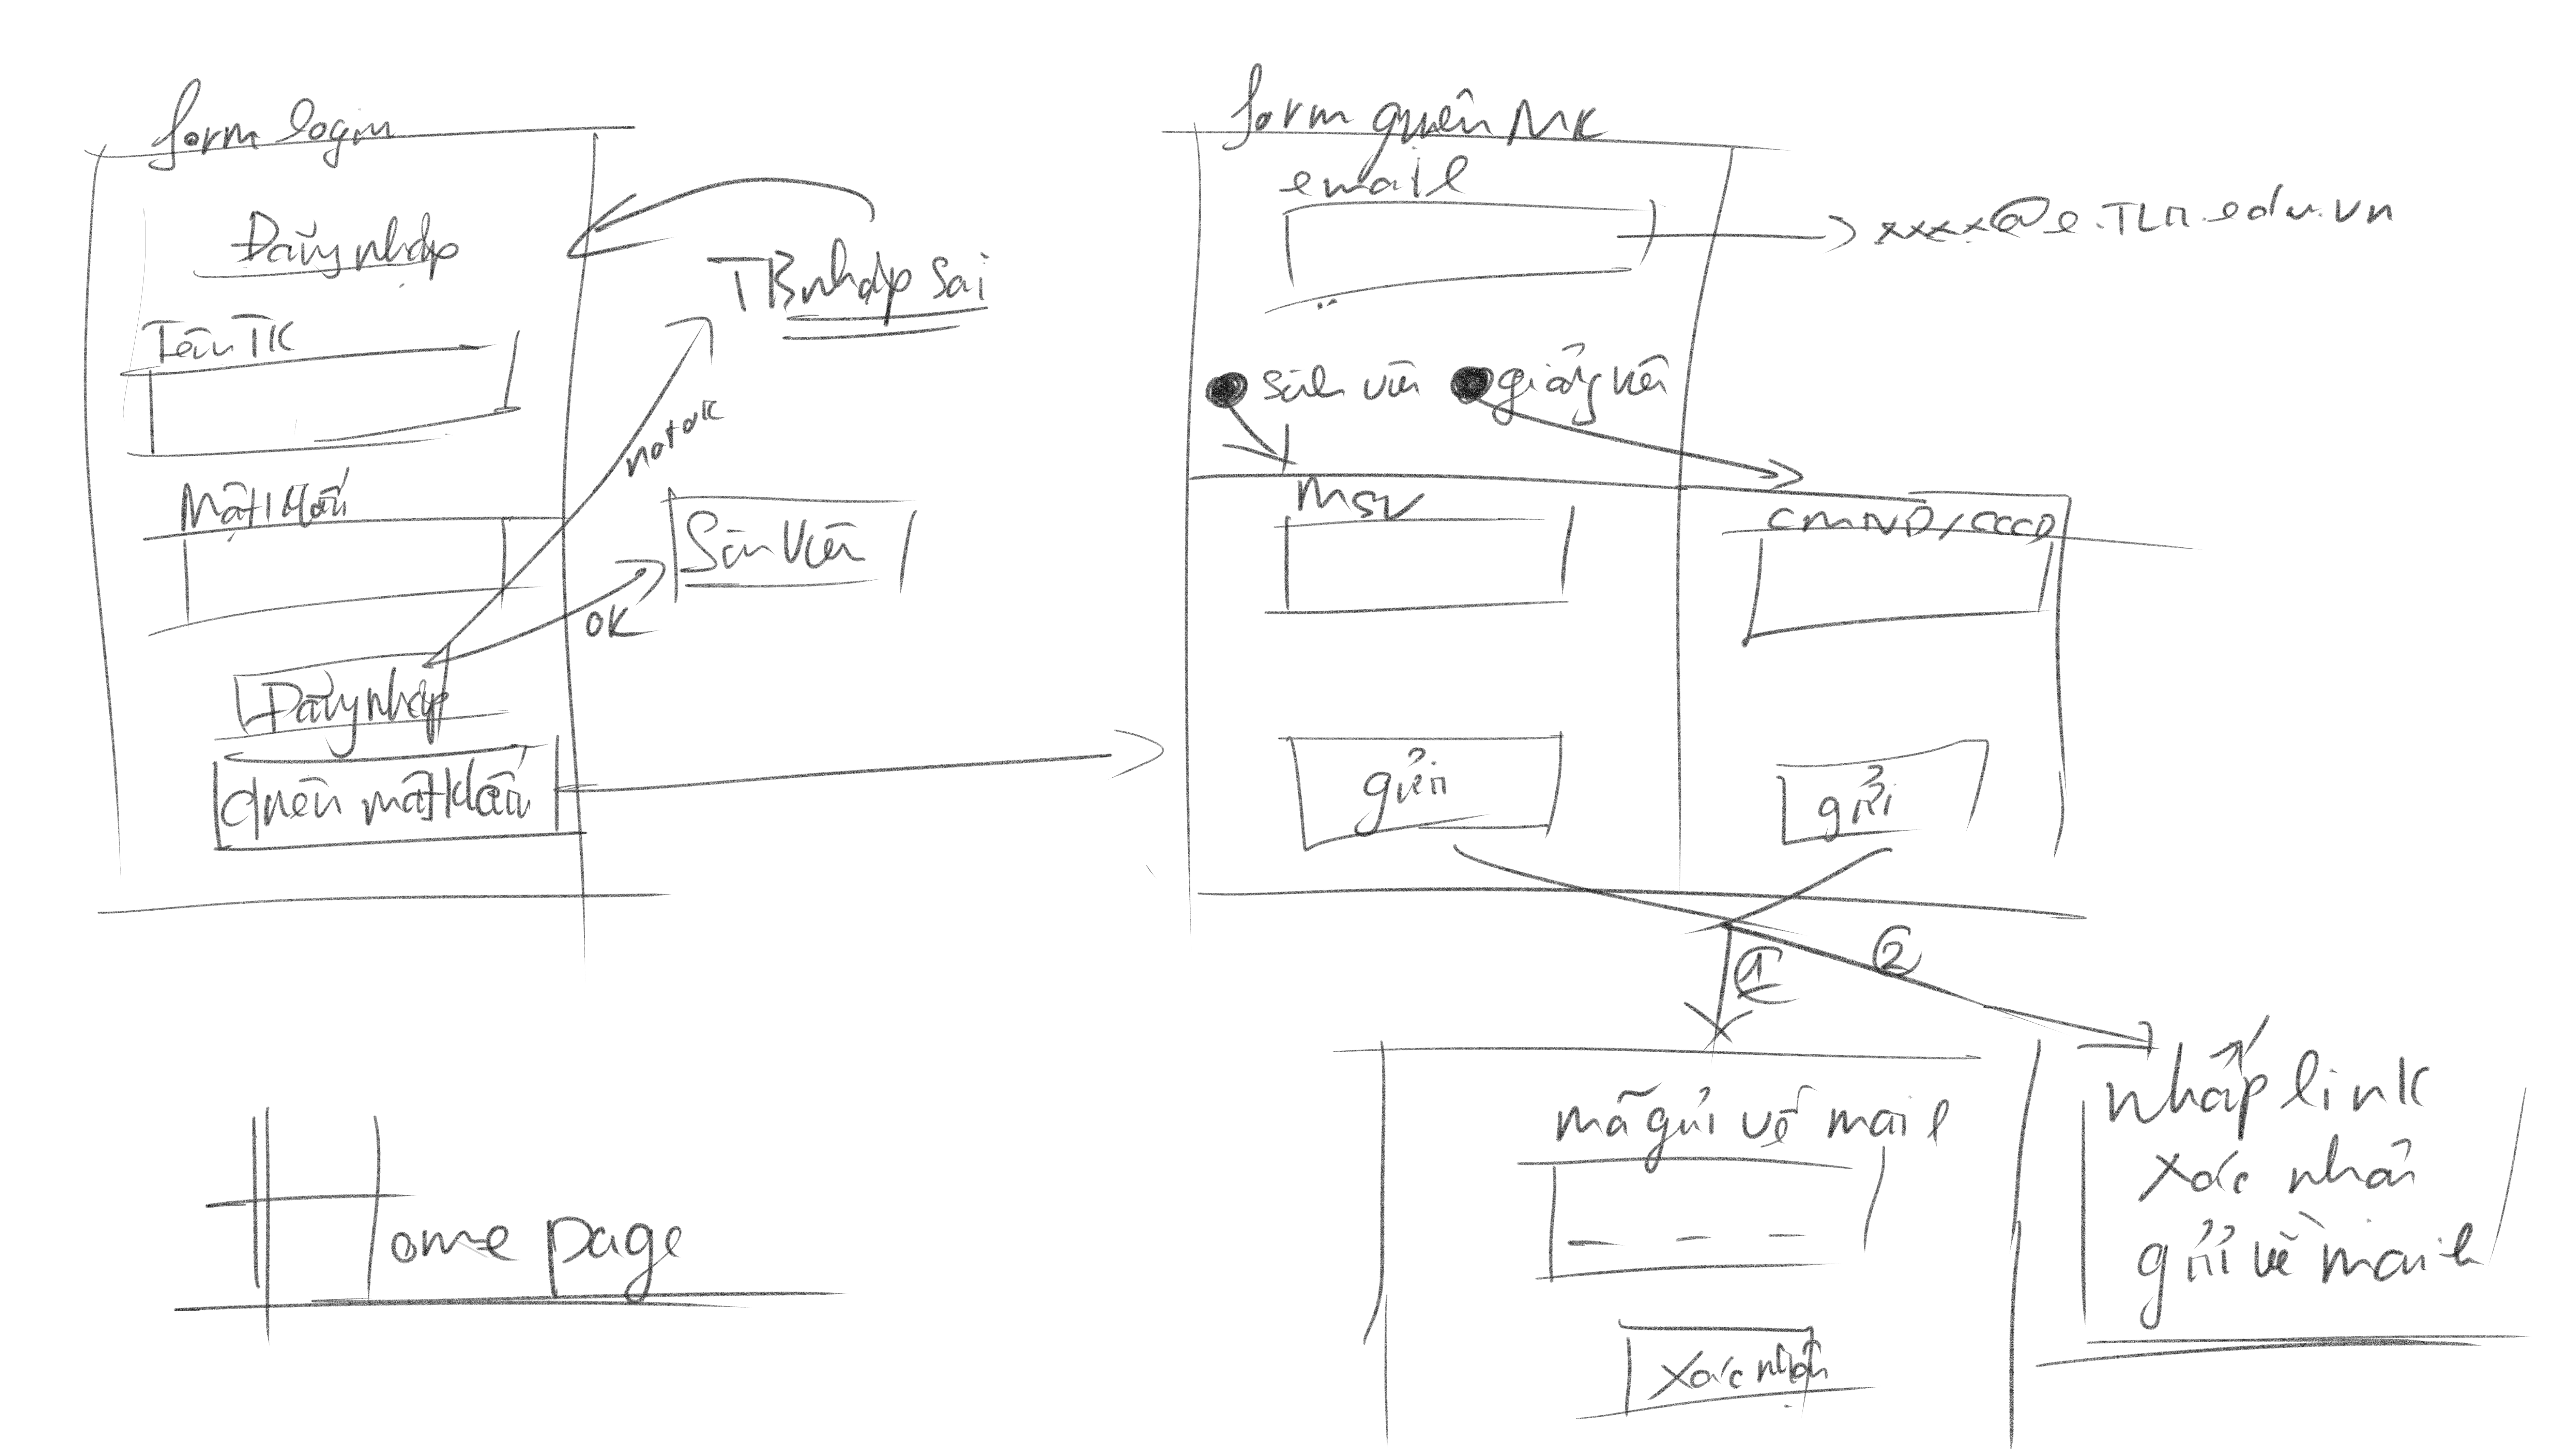 form login
Đăng nhập
Tên TK
Mật khẩu
Đăng nhập
Quên mật khẩu
TB nhập sai
not ok
Sinh Viên
OK
Home page
form quên MK
email
xxxx@e.TLU.edu.vn
sinh viên giảng viên
MSV
CMND/CCCD
gửi
gửi
1
2
mã gửi về mail
_ _ _
Xác nhận
Nhấp link
xác nhận
gửi về mail